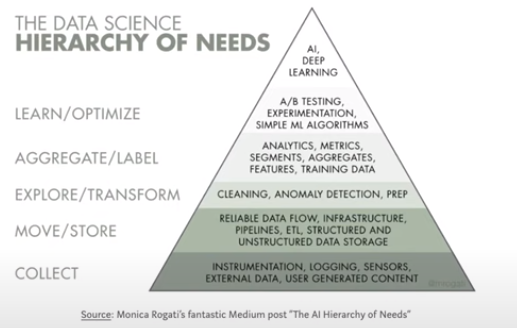 THE DATA SCIENCE
HIERARCHY OF NEEDS
AI,
DEEP
LEARNING
LEARN/OPTIMIZE
A/B TESTING,
EXPERIMENTATION,
SIMPLE ML ALGORITHMS
AGGREGATE/LABEL
ANALYTICS, METRICS,
SEGMENTS, AGGREGATES,
FEATURES, TRAINING DATA
EXPLORE/TRANSFORM
CLEANING, ANOMALY DETECTION, PREP
MOVE/STORE
RELIABLE DATA FLOW, INFRASTRUCTURE,
PIPELINES, ETL, STRUCTURED AND
UNSTRUCTURED DATA STORAGE
COLLECT
INSTRUMENTATION, LOGGING, SENSORS,
EXTERNAL DATA, USER GENERATED CONTENT
Source: Monica Rogati's fantastic Medium post "The AI Hierarchy of Needs"